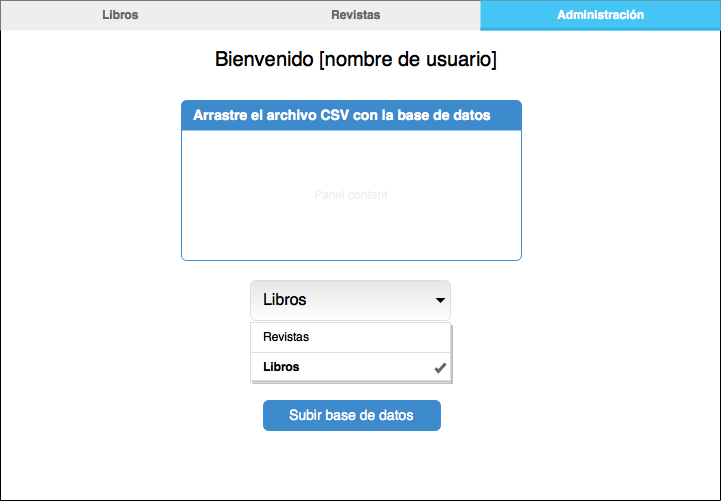 Libros
Revistas
Administración
Bienvenido [nombre de usuario]
Arrastre el archivo CSV con la base de datos
Panel content
Libros
Revistas
Libros
Subir base de datos